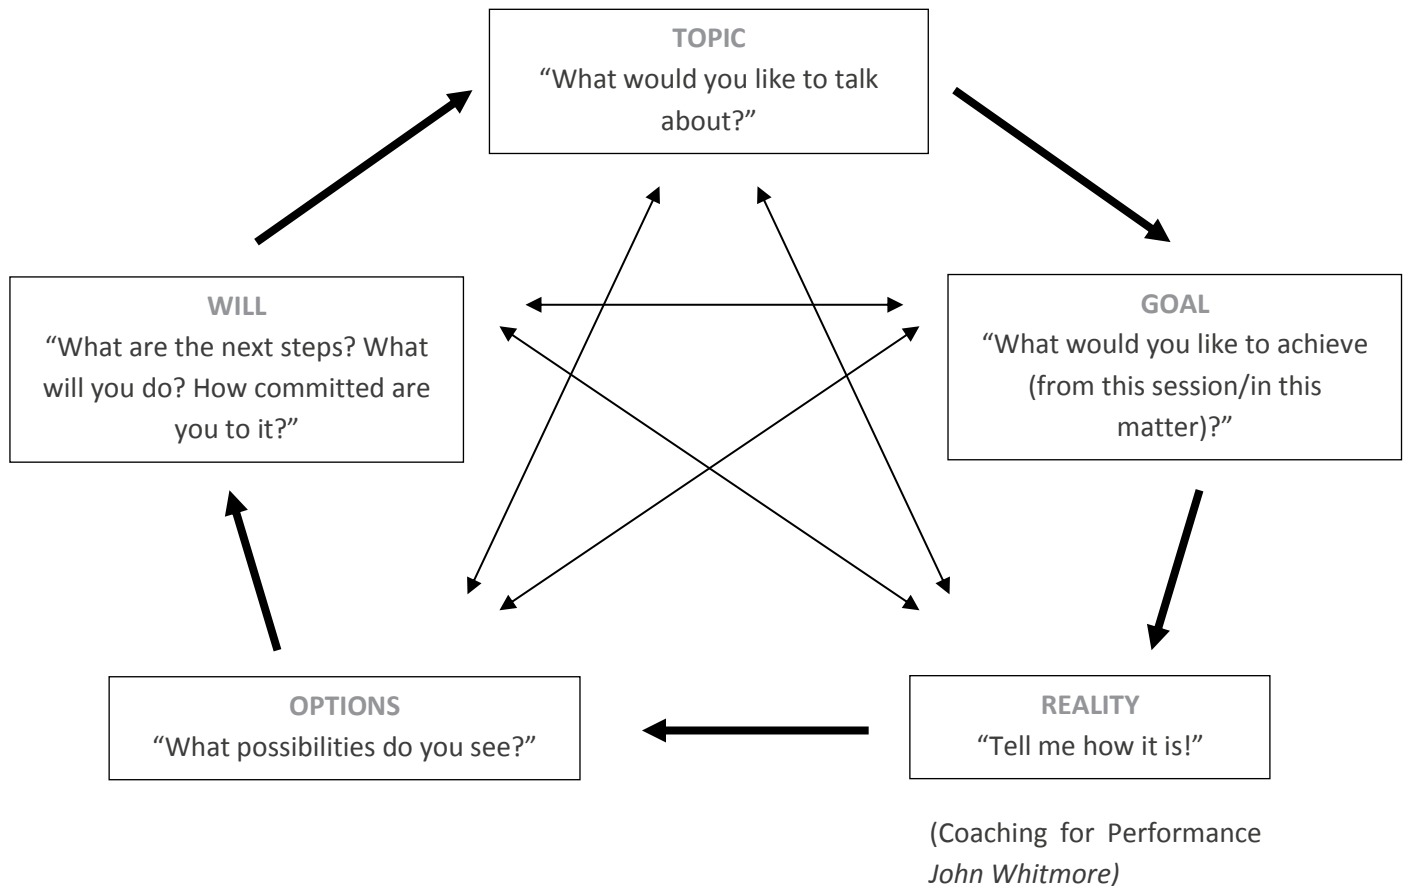 TOPIC
“What would you like to talk
about?”
WILL
“What are the next steps? What
will you do? How committed are
you to it?”
GOAL
“What would you like to achieve
(from this session/in this
matter)?”
OPTIONS
“What possibilities do you see?”
REALITY
“Tell me how it is!”
(Coaching for Performance
John Whitmore)